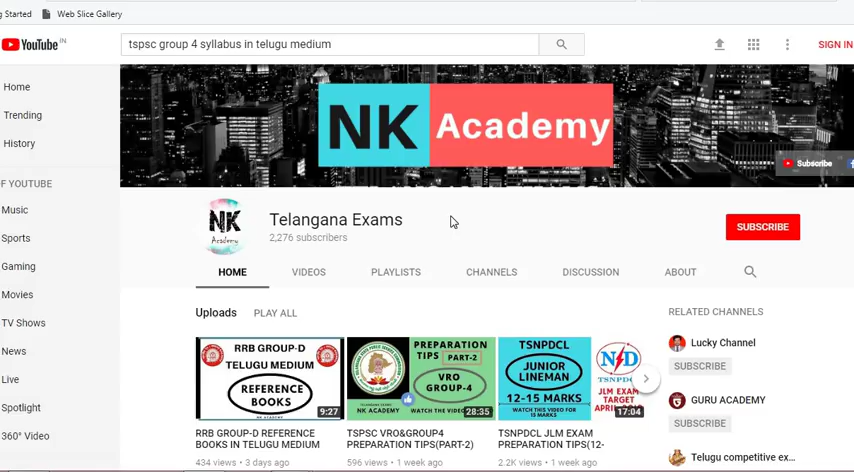 g Started
Web Slice Gallery
YouTube IN
tspsc group 4 syllabus in telugu medium
SIGN IN
Home
Trending
History
F YOUTUBE
Music
Sports
Gaming
Movies
TV Shows
News
Live
Spotlight
360° Video
NK Academy
Subscribe
NK
Academy
Telangana Exams
2,276 subscribers
SUBSCRIBE
HOME
VIDEOS
PLAYLISTS
CHANNELS
DISCUSSION
ABOUT
Uploads
PLAY ALL
RRB GROUP-D
TELUGU MEDIUM
REFERENCE
BOOKS
9:27
RRB GROUP-D REFERENCE
BOOKS IN TELUGU MEDIUM
434 views • 3 days ago
PREPARATION
TIPS PART-2
VRO
GROUP-4
TELANGANA EXAMS
NK ACADEMY
WATCH THE VIDEO
28:35
TSPSC VRO&GROUP4
PREPARATION TIPS(PART-2)
596 views • 1 week ago
TSNPDCL
JUNIOR
LINEMAN
12-15 MARKS
WATCH THIS VIDEO FOR
15 MARKS
TSNPDCL
JLM EXAM
TARGET
17:04
TSNPDCL JLM EXAM
PREPARATION TIPS(12-
2.2K views • 1 week ago
RELATED CHANNELS
Lucky Channel
SUBSCRIBE
GURU ACADEMY
SUBSCRIBE
Telugu competitive ex...